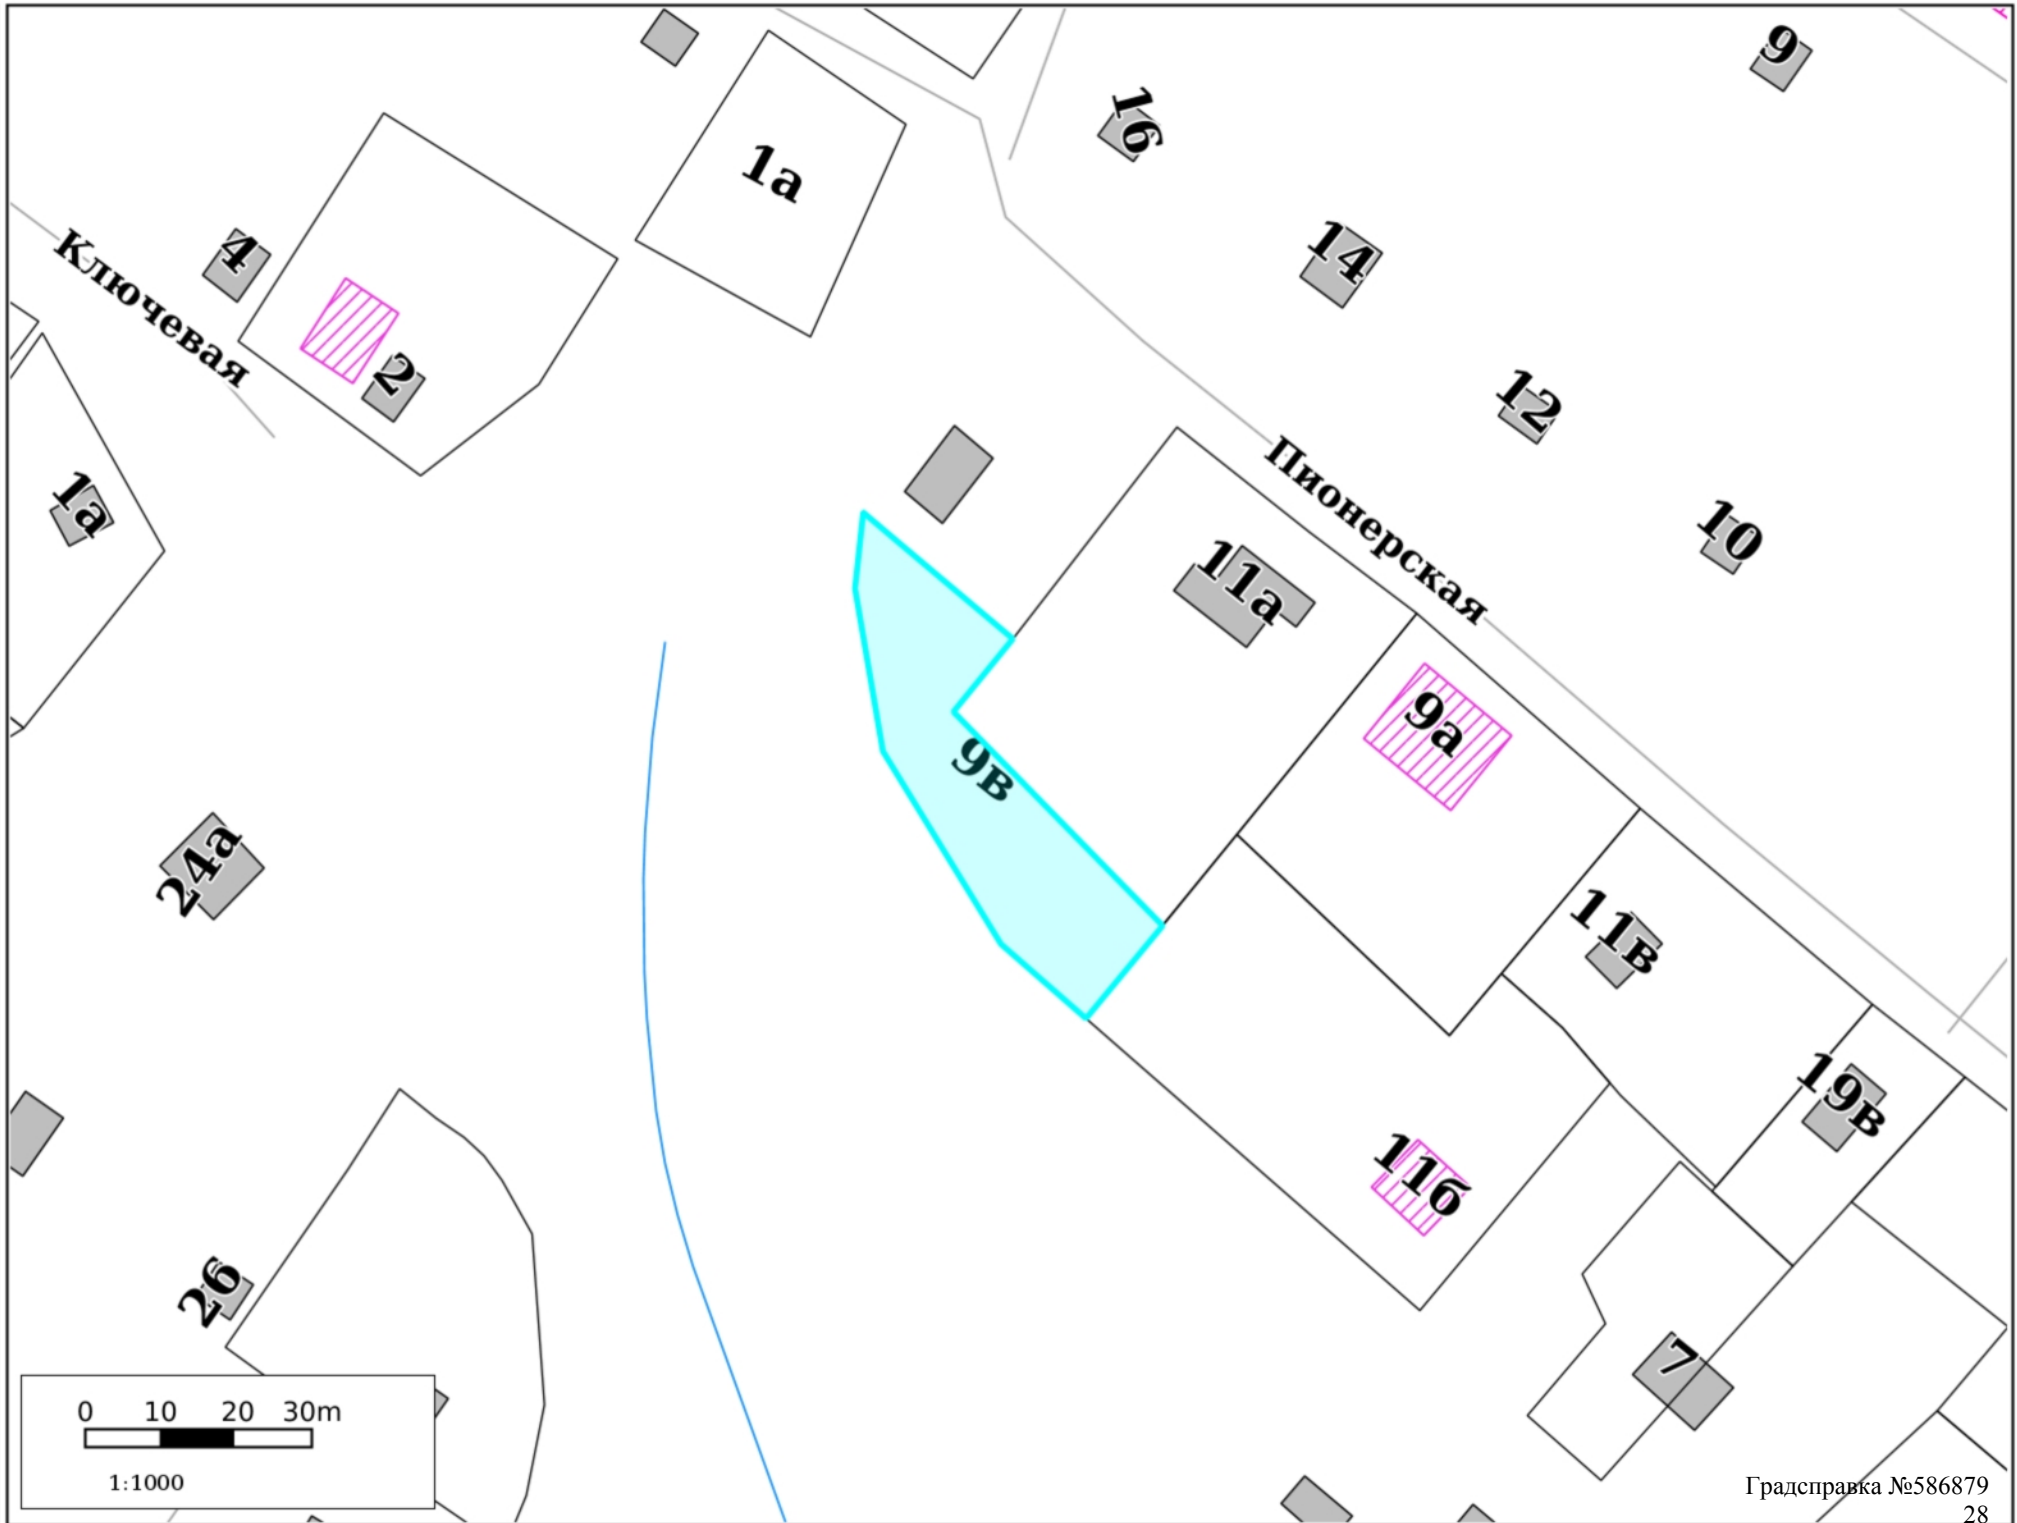 9
16
1а
14
4
Ключевая
2
12
Пионерская
1а
10
11а
9а
9в
24а
11в
19в
11б
26
7
0 10 20 30m
1:1000
Градсправка №586879
28